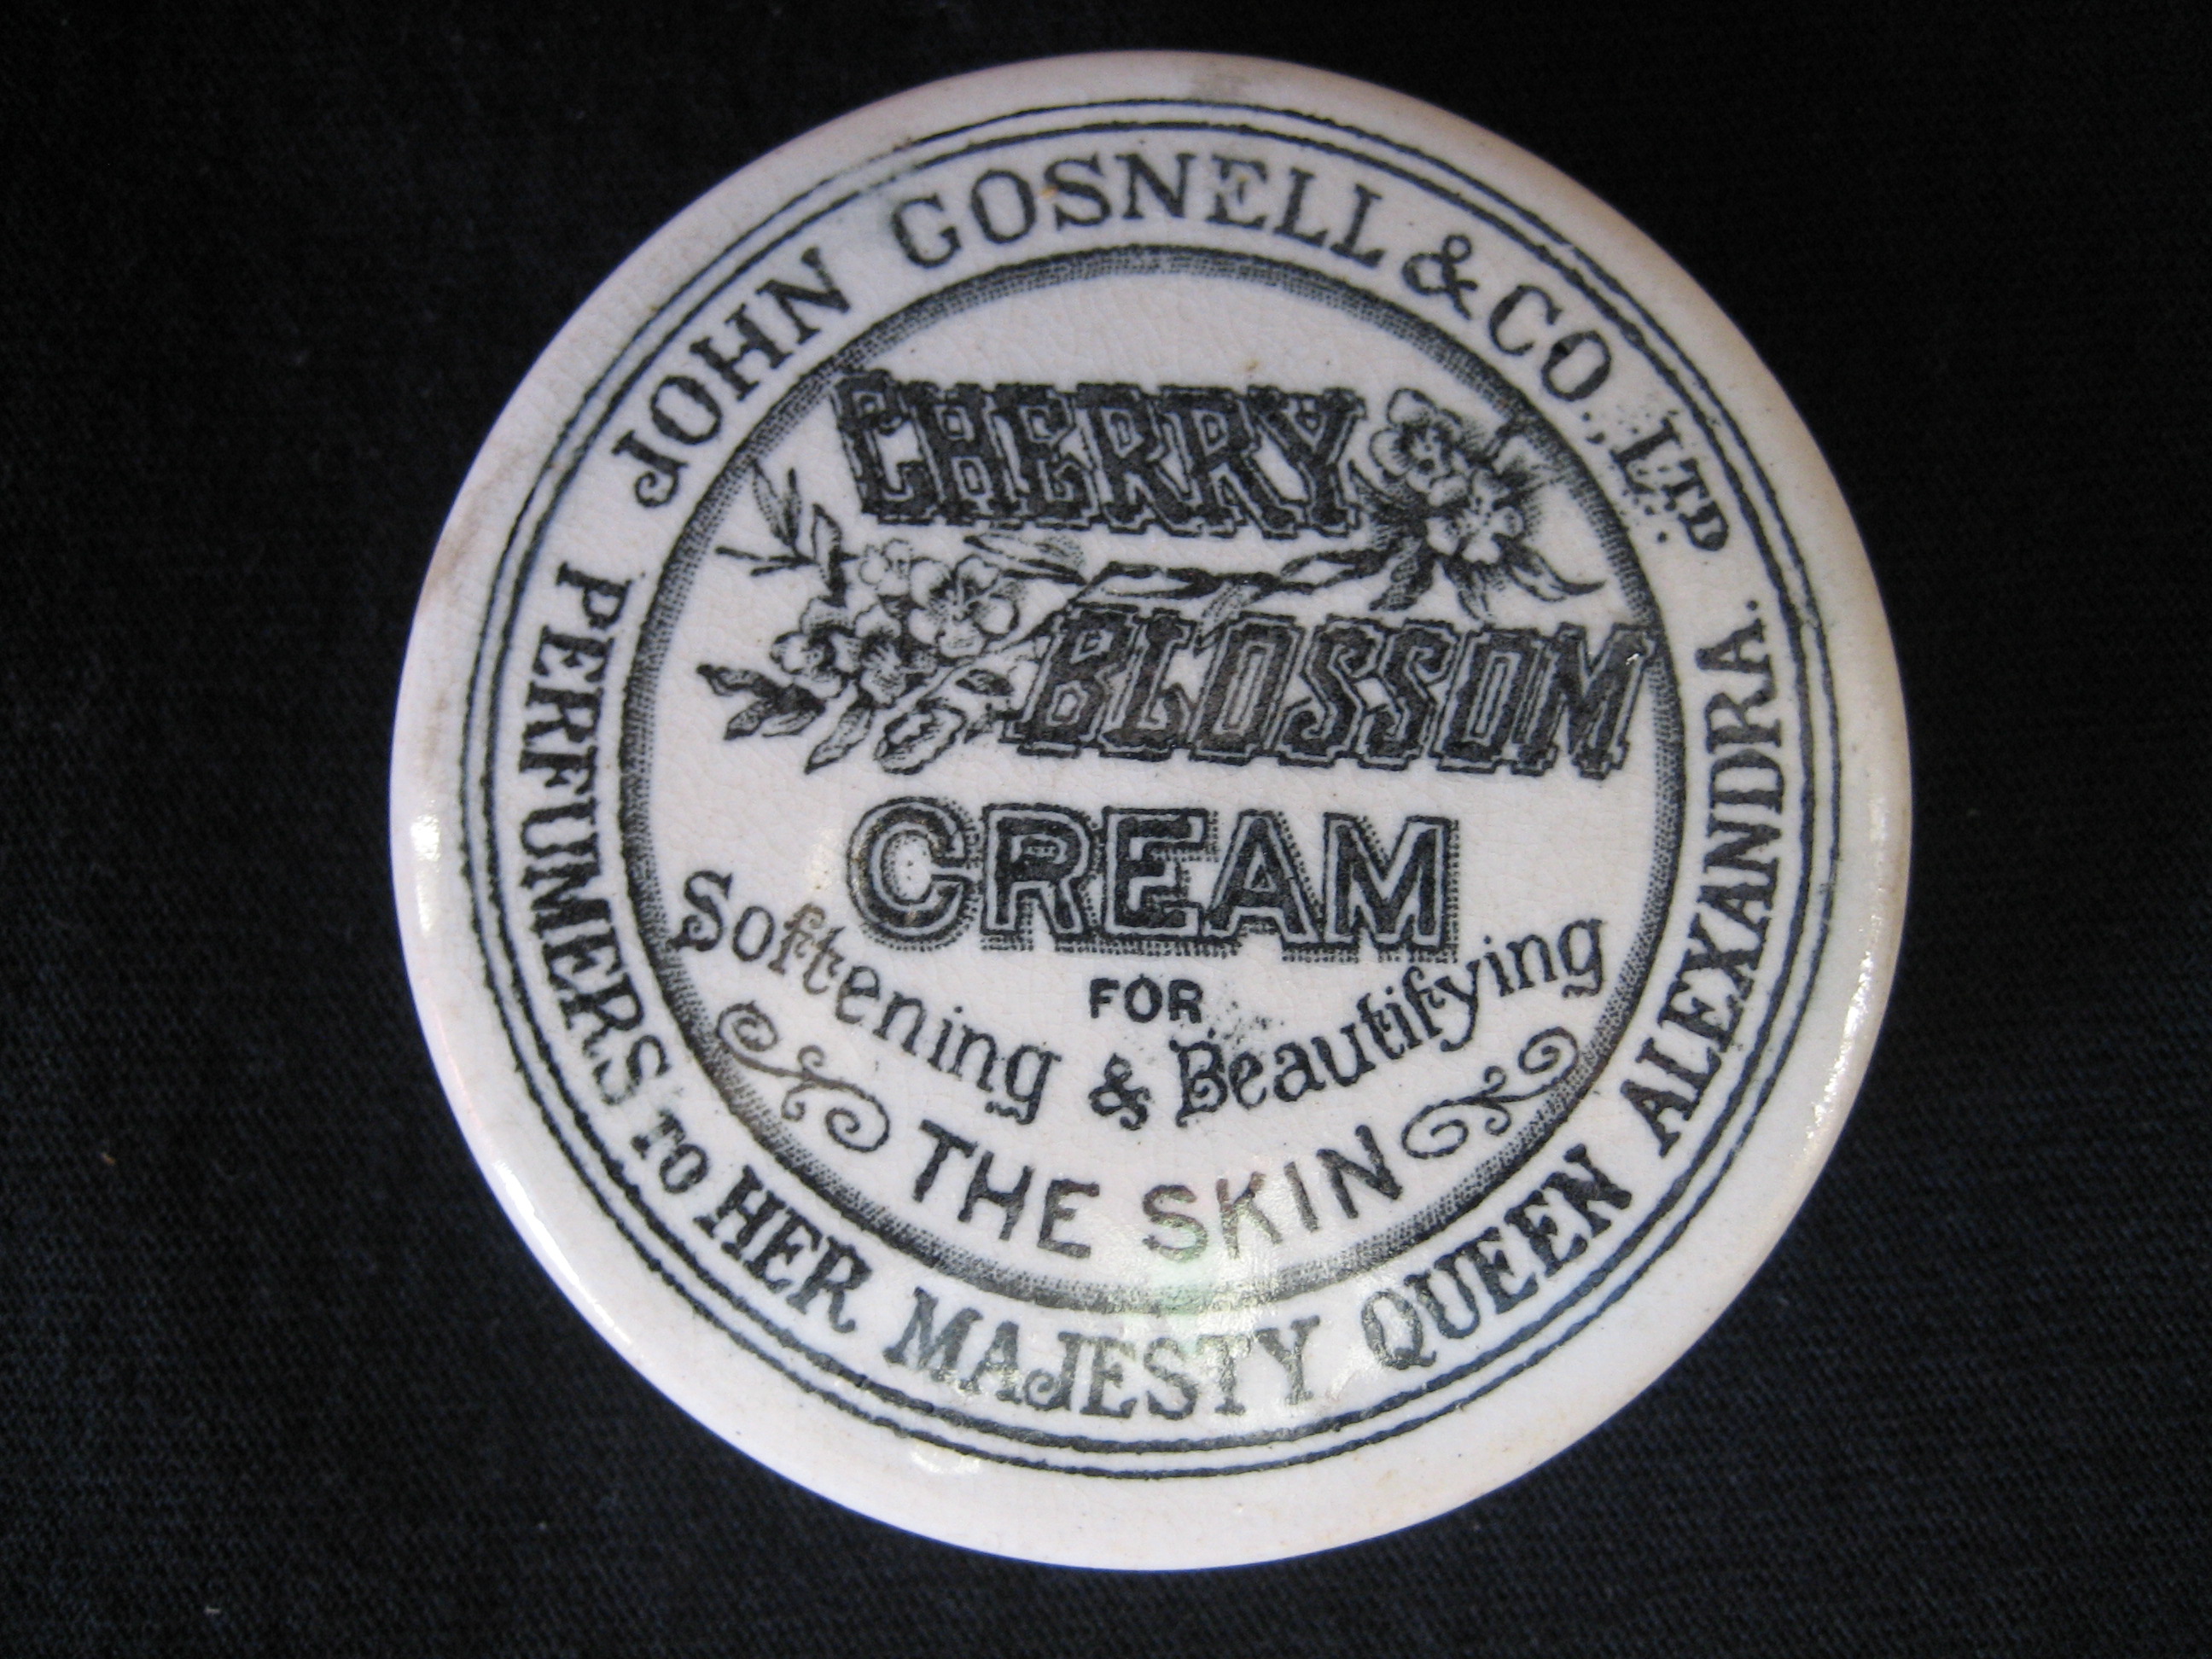 JOHN GOSNELL & CO., LTD.
CHERRY
BLOSSOM
CREAM
FOR
Softening & Beautifying
THE SKIN
PERFUMERS TO HER MAJESTY QUEEN ALEXANDRA.